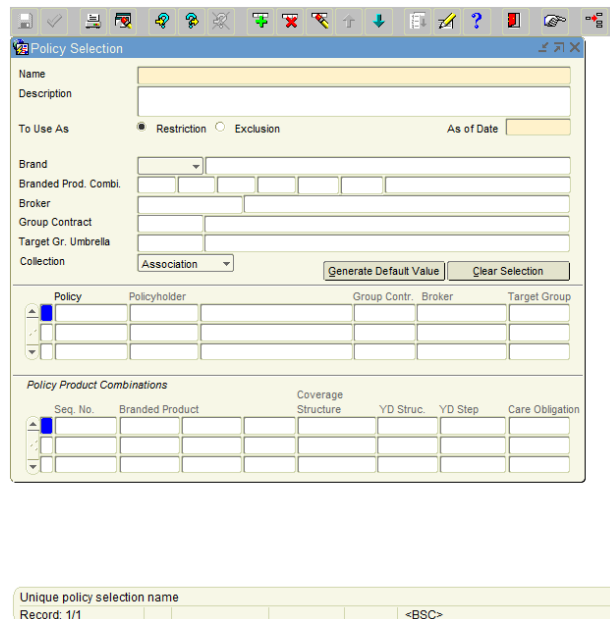 Policy Selection
Name
Description
To Use As Restriction Exclusion As of Date
Brand
Branded Prod. Combi.
Broker
Group Contract
Target Gr. Umbrella
Collection Association Generate Default Value Clear Selection
Policy Policyholder Group Contr. Broker Target Group
Policy Product Combinations
Coverage
Seq. No. Branded Product Structure YD Struc. YD Step Care Obligation
Unique policy selection name
Record: 1/1 <BSC>